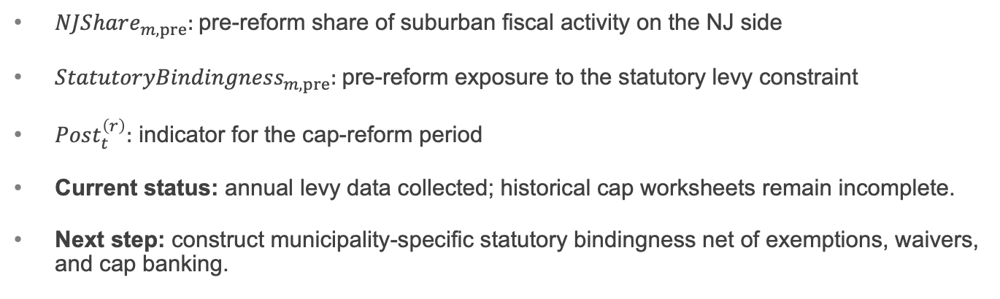 • NJShare_{m,pre}: pre-reform share of suburban fiscal activity on the NJ side
• StatutoryBindingness_{m,pre}: pre-reform exposure to the statutory levy constraint
• Post_t^{(r)}: indicator for the cap-reform period
• Current status: annual levy data collected; historical cap worksheets remain incomplete.
• Next step: construct municipality-specific statutory bindingness net of exemptions, waivers,
and cap banking.